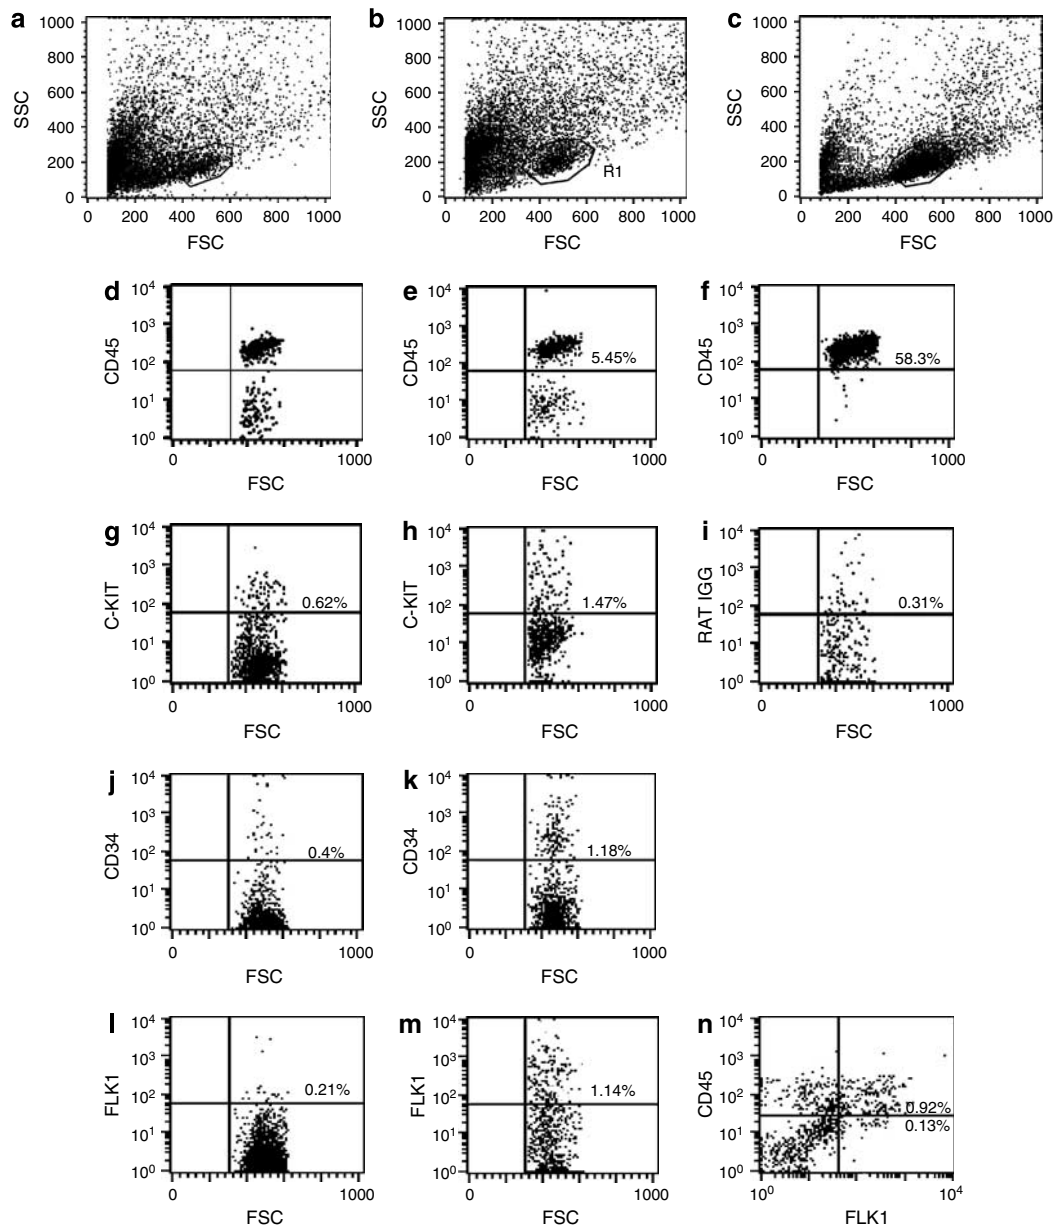 a b c
1000 1000 1000
800 800 800
SSC SSC SSC
600 600 600
400 400 400
200 200 200
R1
0 0 0
0 200 400 600 800 1000 0 200 400 600 800 1000 0 200 400 600 800 1000
FSC FSC FSC
d e f
10⁴ 10⁴ 10⁴
10³ 10³ 10³
CD45 CD45 CD45
5.45% 58.3%
10² 10² 10²
10¹ 10¹ 10¹
10⁰ 10⁰ 10⁰
0 1000 0 1000 0 1000
FSC FSC FSC
g h i
10⁴ 10⁴ 10⁴
10³ 10³ 10³
C-KIT C-KIT RAT IGG
0.62% 1.47% 0.31%
10² 10² 10²
10¹ 10¹ 10¹
10⁰ 10⁰ 10⁰
0 1000 0 1000 0 1000
FSC FSC FSC
j k
10⁴ 10⁴
10³ 10³
CD34 CD34
0.4% 1.18%
10² 10²
10¹ 10¹
10⁰ 10⁰
0 1000 0 1000
FSC FSC
l m n
10⁴ 10⁴ 10⁴
10³ 10³ 10³
FLK1 FLK1 CD45
0.21% 1.14% 0.92%
10² 10² 10²
0.13%
10¹ 10¹ 10¹
10⁰ 10⁰ 10⁰
0 1000 0 1000 10⁰ 10⁴
FSC FSC FLK1